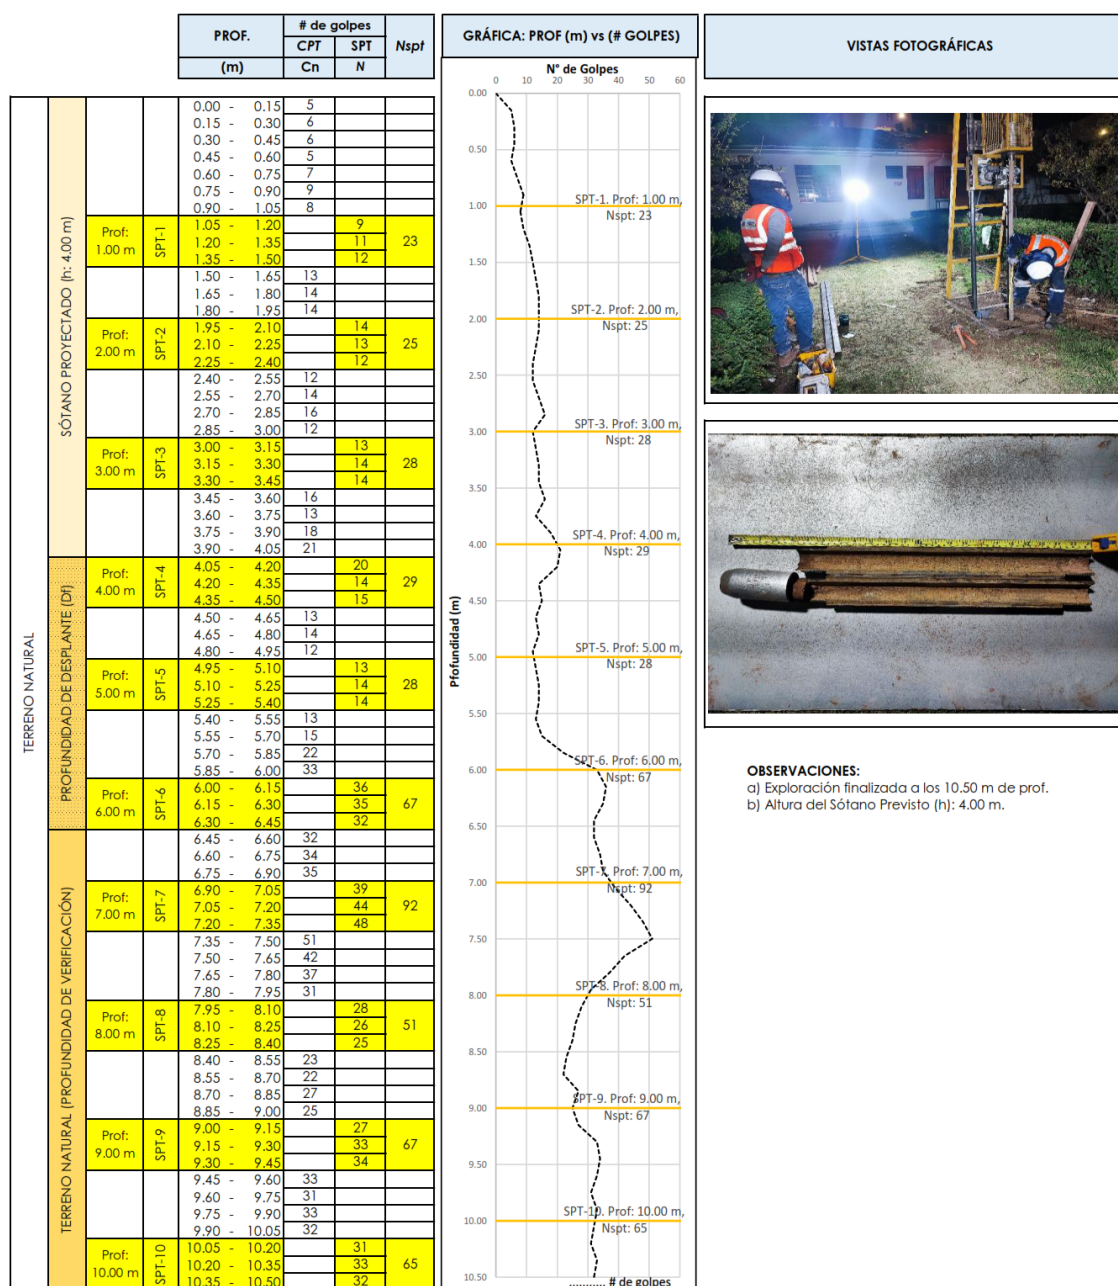 PROF.
# de golpes
CPT SPT Nspt
(m) Cn N
GRÁFICA: PROF (m) vs (# GOLPES)
VISTAS FOTOGRÁFICAS
TERRENO NATURAL
SÓTANO PROYECTADO (h: 4.00 m)
0.00 - 0.15 5
0.15 - 0.30 6
0.30 - 0.45 6
0.45 - 0.60 5
0.60 - 0.75 7
0.75 - 0.90 9
0.90 - 1.05 8
Prof: 1.00 m SPT-1 23
1.05 - 1.20 9
1.20 - 1.35 11
1.35 - 1.50 12
1.50 - 1.65 13
1.65 - 1.80 14
1.80 - 1.95 14
Prof: 2.00 m SPT-2 25
1.95 - 2.10 14
2.10 - 2.25 13
2.25 - 2.40 12
2.40 - 2.55 12
2.55 - 2.70 14
2.70 - 2.85 16
2.85 - 3.00 12
Prof: 3.00 m SPT-3 28
3.00 - 3.15 13
3.15 - 3.30 14
3.30 - 3.45 14
3.45 - 3.60 16
3.60 - 3.75 13
3.75 - 3.90 18
3.90 - 4.05 21
PROFUNDIDAD DE DESPLANTE (Df)
Prof: 4.00 m SPT-4 29
4.05 - 4.20 20
4.20 - 4.35 14
4.35 - 4.50 15
4.50 - 4.65 13
4.65 - 4.80 14
4.80 - 4.95 12
Prof: 5.00 m SPT-5 28
4.95 - 5.10 13
5.10 - 5.25 14
5.25 - 5.40 14
5.40 - 5.55 13
5.55 - 5.70 15
5.70 - 5.85 22
5.85 - 6.00 33
Prof: 6.00 m SPT-6 67
6.00 - 6.15 36
6.15 - 6.30 35
6.30 - 6.45 32
TERRENO NATURAL (PROFUNDIDAD DE VERIFICACIÓN)
6.45 - 6.60 32
6.60 - 6.75 34
6.75 - 6.90 35
Prof: 7.00 m SPT-7 92
6.90 - 7.05 39
7.05 - 7.20 44
7.20 - 7.35 48
7.35 - 7.50 51
7.50 - 7.65 42
7.65 - 7.80 37
7.80 - 7.95 31
Prof: 8.00 m SPT-8 51
7.95 - 8.10 28
8.10 - 8.25 26
8.25 - 8.40 25
8.40 - 8.55 23
8.55 - 8.70 22
8.70 - 8.85 27
8.85 - 9.00 25
Prof: 9.00 m SPT-9 67
9.00 - 9.15 27
9.15 - 9.30 33
9.30 - 9.45 34
9.45 - 9.60 33
9.60 - 9.75 31
9.75 - 9.90 33
9.90 - 10.05 32
Prof: 10.00 m SPT-10 65
10.05 - 10.20 31
10.20 - 10.35 33
10.35 - 10.50 32
N° de Golpes
0 10 20 30 40 50 60
Pfofundidad (m)
0.00
0.50
1.00
1.50
2.00
2.50
3.00
3.50
4.00
4.50
5.00
5.50
6.00
6.50
7.00
7.50
8.00
8.50
9.00
9.50
10.00
10.50
SPT-1. Prof: 1.00 m,
Nspt: 23
SPT-2. Prof: 2.00 m,
Nspt: 25
SPT-3. Prof: 3.00 m,
Nspt: 28
SPT-4. Prof: 4.00 m,
Nspt: 29
SPT-5. Prof: 5.00 m,
Nspt: 28
SPT-6. Prof: 6.00 m,
Nspt: 67
SPT-7. Prof: 7.00 m,
Nspt: 92
SPT-8. Prof: 8.00 m,
Nspt: 51
SPT-9. Prof: 9.00 m,
Nspt: 67
SPT-10. Prof: 10.00 m,
Nspt: 65
# de golpes
OBSERVACIONES:
a) Exploración finalizada a los 10.50 m de prof.
b) Altura del Sótano Previsto (h): 4.00 m.